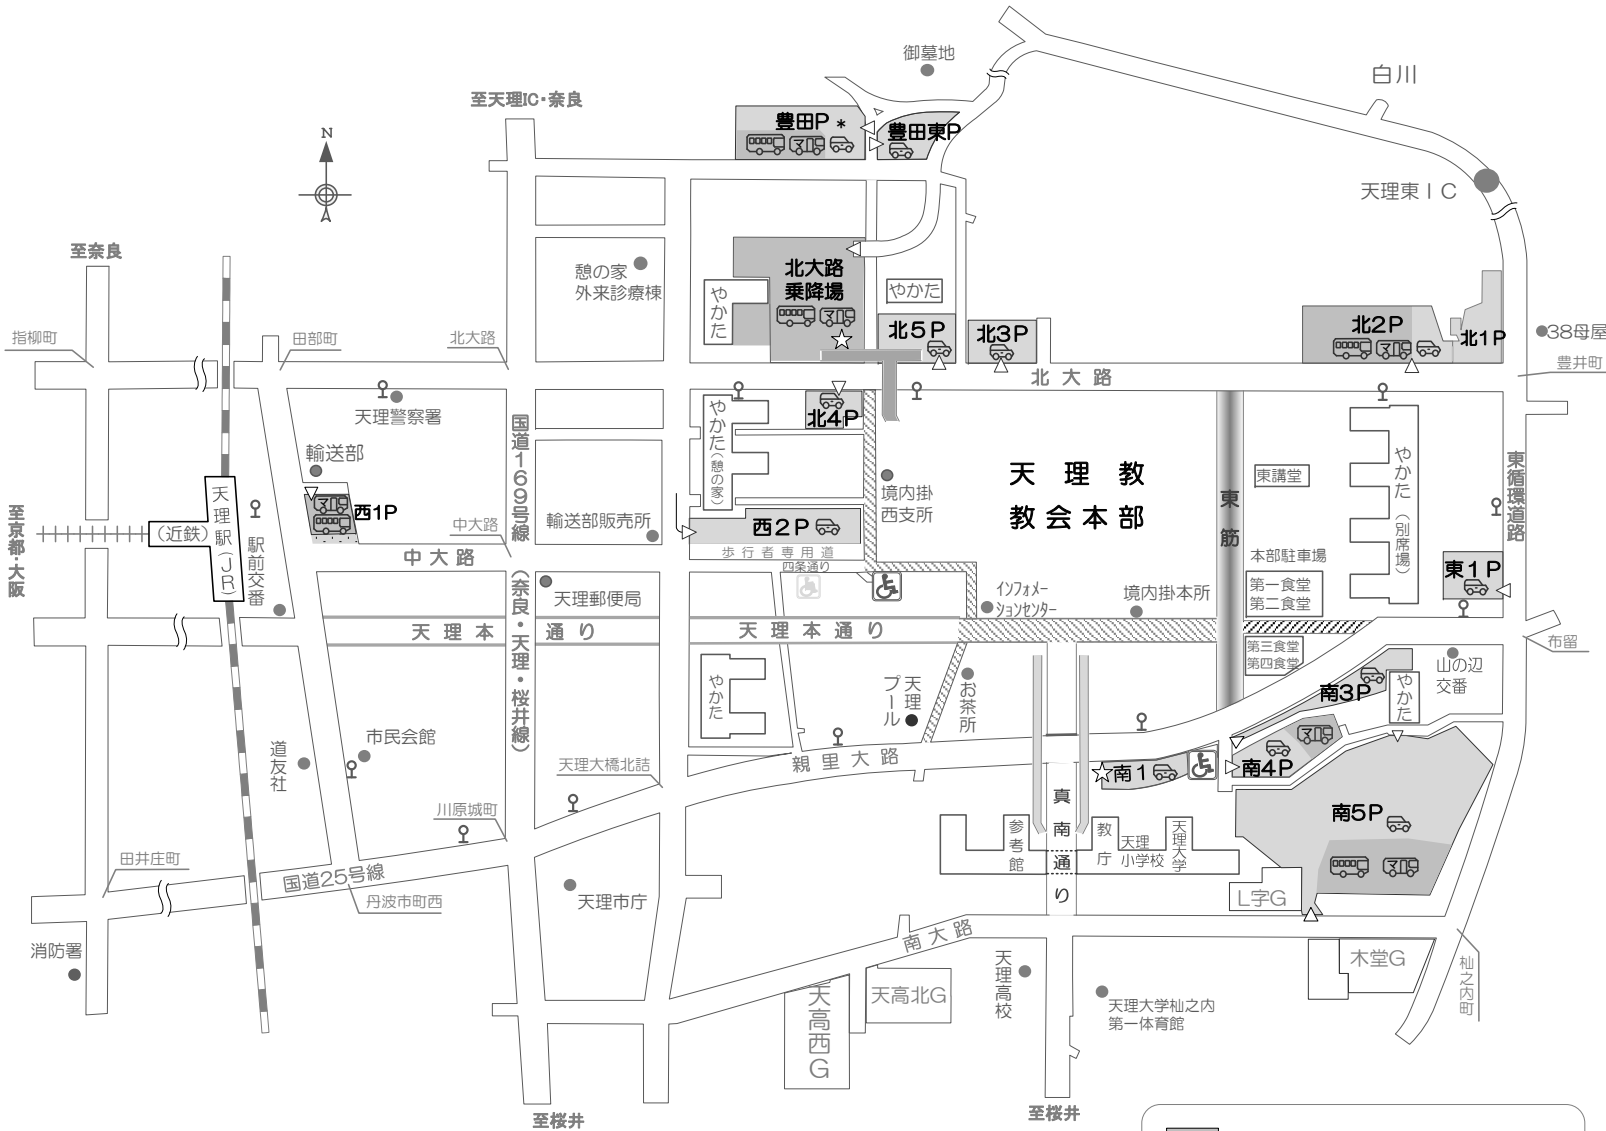 御墓地
白川
至天理IC・奈良
豊田P *
豊田東P
N
天理東IC
至奈良
憩の家
外来診療棟
やかた
北大路
乗降場
やかた
北5P
北3P
北2P
北1P
38母屋
指柳町
田部町
北大路
豊井町
北大路
天理警察署
国道169号線
(奈良・天理・桜井線)
やかた(憩の家)
北4P
輸送部
天理教
教会本部
東筋
東講堂
やかた(別席場)
東循環道路
境内掛
西支所
マ
西1P
天理駅(JR)
(近鉄)
至京都・大阪
駅前交番
中大路
輸送部販売所
西2P
歩行者専用道
四条通り
中大路
本部駐車場
第一食堂
第二食堂
東1P
天理郵便局
インフォメー
ションセンター
境内掛本所
天理本通り
天理本通り
第三食堂
第四食堂
布留
山の辺
交番
やかた
天理
プール
お茶所
南3P
やかた
道友社
市民会館
親里大路
天理大橋北詰
南1
南4P
マ
真南通り
南5P
川原城町
参考館
教庁
天理
小学校
天理大学
田井庄町
国道25号線
丹波市町西
天理市庁
L字G
南大路
消防署
天理高校
木堂G
杣之内町
天高北G
天高西G
天理大学杣之内
第一体育館
至桜井
至桜井